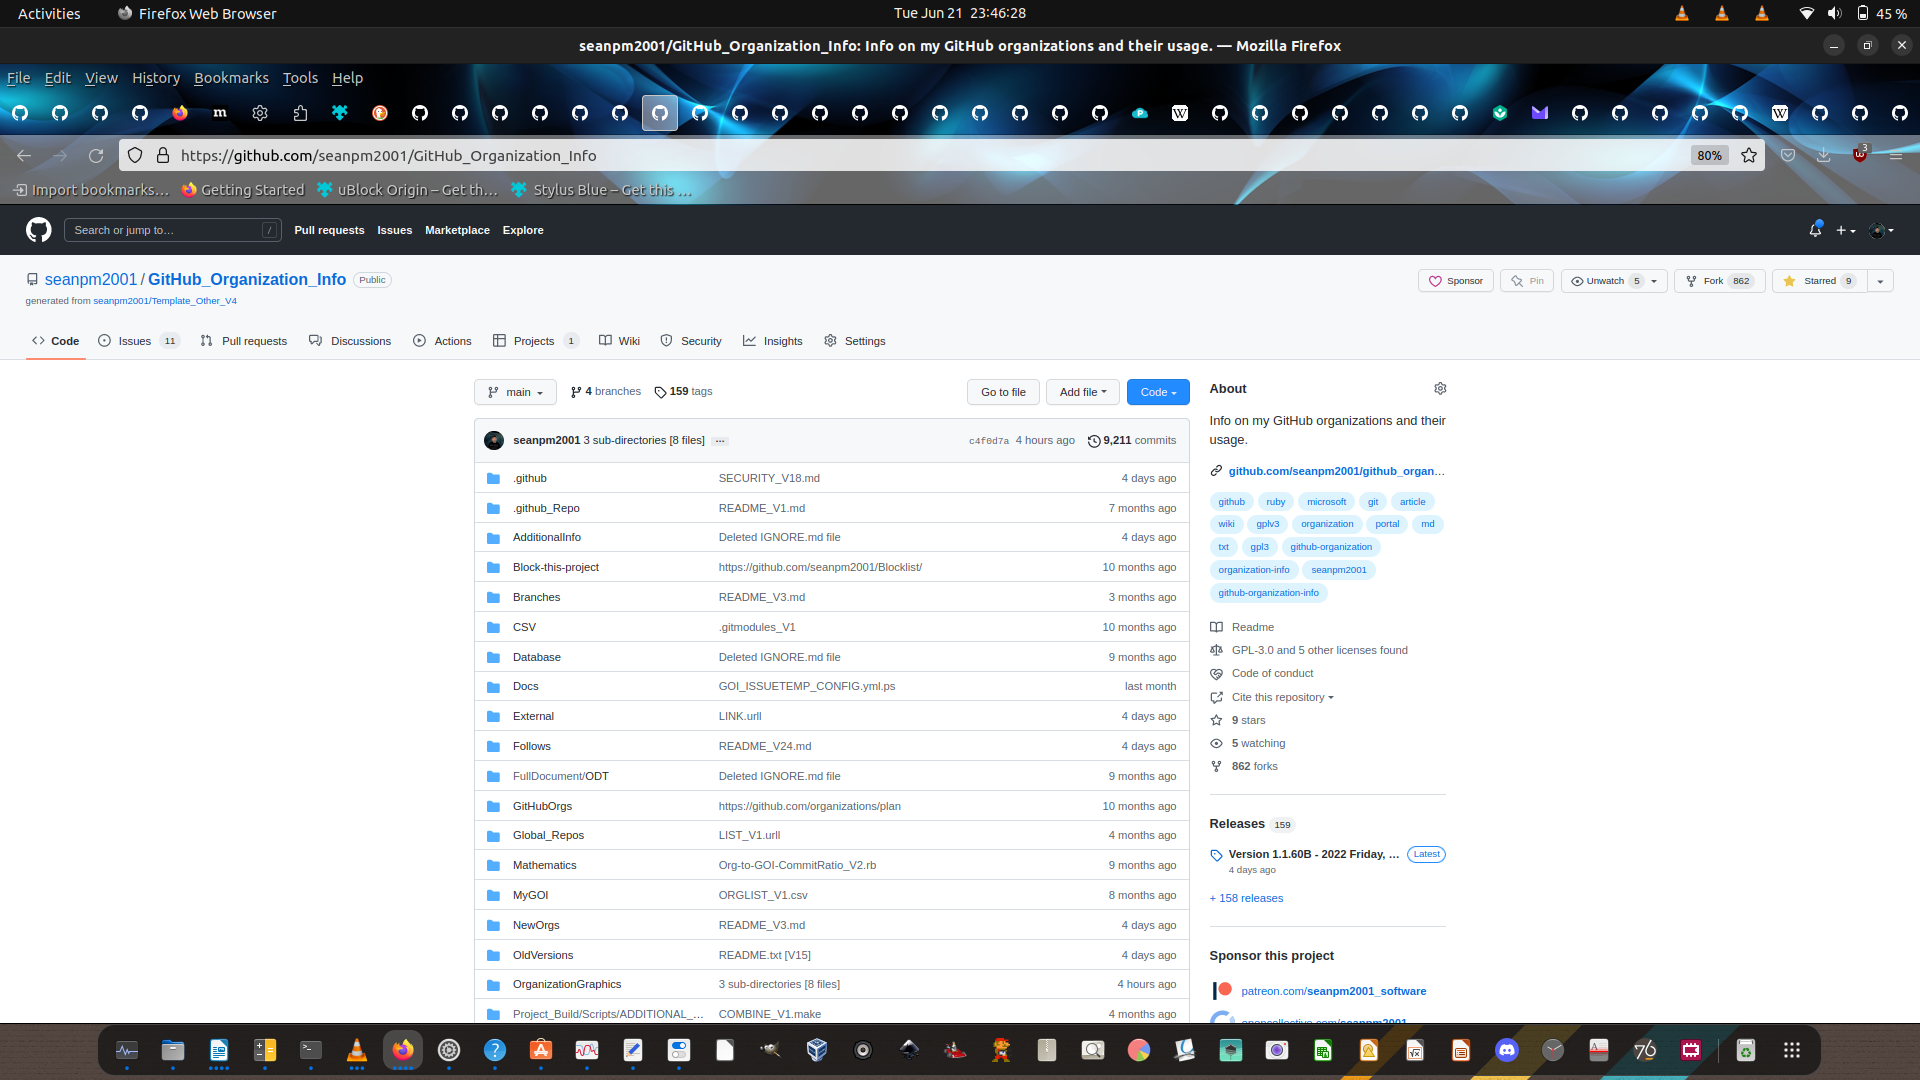 Activities Firefox Web Browser Tue Jun 21 23:46:28 45 %
seanpm2001/GitHub_Organization_Info: Info on my GitHub organizations and their usage. — Mozilla Firefox
File Edit View History Bookmarks Tools Help
https://github.com/seanpm2001/GitHub_Organization_Info 80% 3
Import bookmarks… Getting Started uBlock Origin – Get th… Stylus Blue – Get this …
Search or jump to… / Pull requests Issues Marketplace Explore
seanpm2001 / GitHub_Organization_Info Public Sponsor Pin Unwatch 5 Fork 862 Starred 9
generated from seanpm2001/Template_Other_V4
Code Issues 11 Pull requests Discussions Actions Projects 1 Wiki Security Insights Settings
main 4 branches 159 tags Go to file Add file Code
seanpm2001 3 sub-directories [8 files] ... c4f0d7a 4 hours ago 9,211 commits
.github SECURITY_V18.md 4 days ago
.github_Repo README_V1.md 7 months ago
AdditionalInfo Deleted IGNORE.md file 4 days ago
Block-this-project https://github.com/seanpm2001/Blocklist/ 10 months ago
Branches README_V3.md 3 months ago
CSV .gitmodules_V1 10 months ago
Database Deleted IGNORE.md file 9 months ago
Docs GOI_ISSUETEMP_CONFIG.yml.ps last month
External LINK.urll 4 days ago
Follows README_V24.md 4 days ago
FullDocument/ODT Deleted IGNORE.md file 9 months ago
GitHubOrgs https://github.com/organizations/plan 10 months ago
Global_Repos LIST_V1.urll 4 months ago
Mathematics Org-to-GOI-CommitRatio_V2.rb 9 months ago
MyGOI ORGLIST_V1.csv 8 months ago
NewOrgs README_V3.md 4 days ago
OldVersions README.txt [V15] 4 days ago
OrganizationGraphics 3 sub-directories [8 files] 4 hours ago
Project_Build/Scripts/ADDITIONAL_… COMBINE_V1.make 4 months ago
About
Info on my GitHub organizations and their
usage.
github.com/seanpm2001/github_organ…
github ruby microsoft git article
wiki gplv3 organization portal md
txt gpl3 github-organization
organization-info seanpm2001
github-organization-info
Readme
GPL-3.0 and 5 other licenses found
Code of conduct
Cite this repository
9 stars
5 watching
862 forks
Releases 159
Version 1.1.60B - 2022 Friday, … Latest
4 days ago
+ 158 releases
Sponsor this project
patreon.com/seanpm2001_software
opencollective.com/seanpm2001